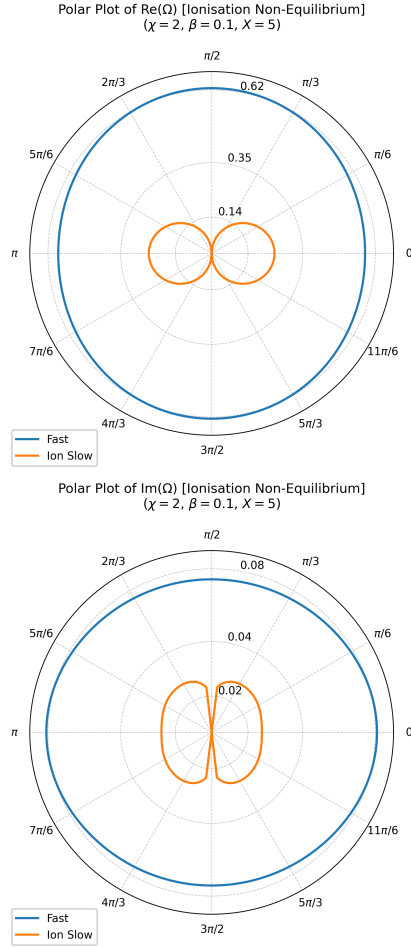 Polar Plot of Re(Ω) [Ionisation Non-Equilibrium]
(χ = 2, β = 0.1, X = 5)
π/2
2π/3
π/3
0.62
5π/6
π/6
0.35
0.14
π
0
7π/6
11π/6
4π/3
5π/3
3π/2
Fast
Ion Slow
Polar Plot of Im(Ω) [Ionisation Non-Equilibrium]
(χ = 2, β = 0.1, X = 5)
π/2
2π/3
π/3
0.08
5π/6
π/6
0.04
0.02
π
0
7π/6
11π/6
4π/3
5π/3
3π/2
Fast
Ion Slow